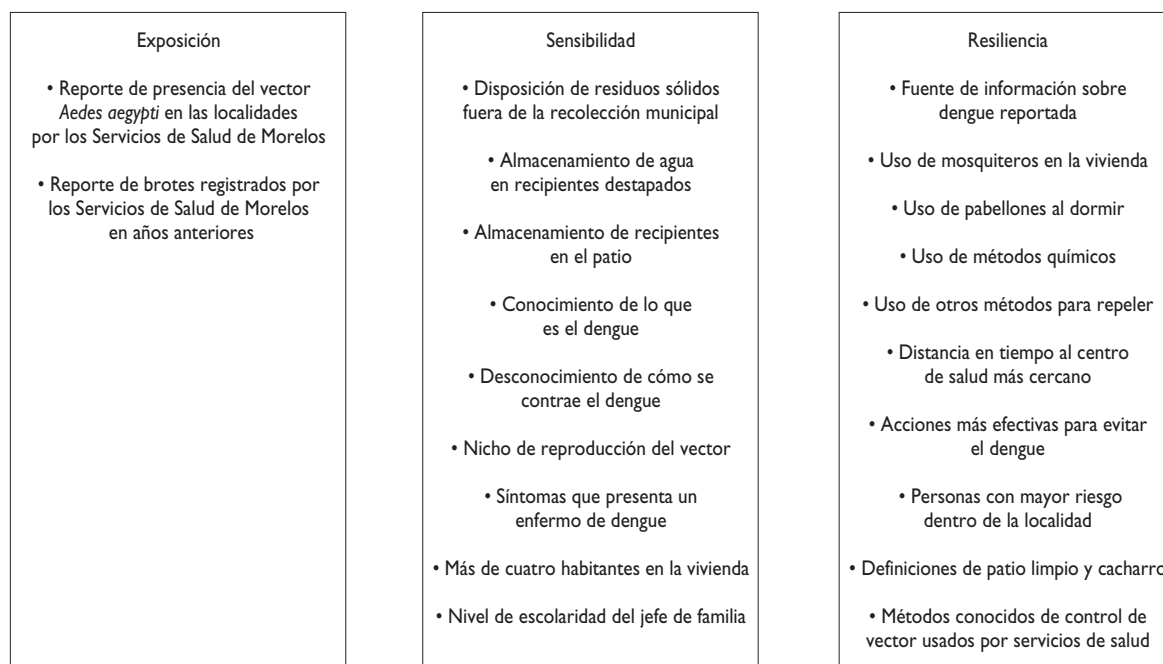 Exposición
• Reporte de presencia del vector
Aedes aegypti en las localidades
por los Servicios de Salud de Morelos
• Reporte de brotes registrados por
los Servicios de Salud de Morelos
en años anteriores
Sensibilidad
• Disposición de residuos sólidos
fuera de la recolección municipal
• Almacenamiento de agua
en recipientes destapados
• Almacenamiento de recipientes
en el patio
• Conocimiento de lo que
es el dengue
• Desconocimiento de cómo se
contrae el dengue
• Nicho de reproducción del vector
• Síntomas que presenta un
enfermo de dengue
• Más de cuatro habitantes en la vivienda
• Nivel de escolaridad del jefe de familia
Resiliencia
• Fuente de información sobre
dengue reportada
• Uso de mosquiteros en la vivienda
• Uso de pabellones al dormir
• Uso de métodos químicos
• Uso de otros métodos para repeler
• Distancia en tiempo al centro
de salud más cercano
• Acciones más efectivas para evitar
el dengue
• Personas con mayor riesgo
dentro de la localidad
• Definiciones de patio limpio y cacharro
• Métodos conocidos de control de
vector usados por servicios de salud